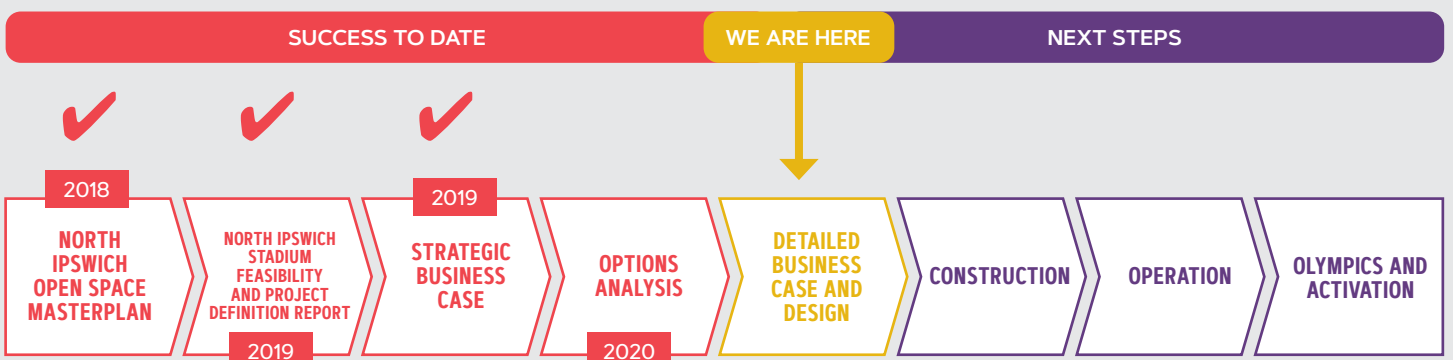 SUCCESS TO DATE
WE ARE HERE
NEXT STEPS
2018
NORTH
IPSWICH
OPEN SPACE
MASTERPLAN
NORTH IPSWICH
STADIUM
FEASIBILITY
AND PROJECT
DEFINITION REPORT
2019
2019
STRATEGIC
BUSINESS
CASE
OPTIONS
ANALYSIS
2020
DETAILED
BUSINESS
CASE AND
DESIGN
CONSTRUCTION
OPERATION
OLYMPICS AND
ACTIVATION